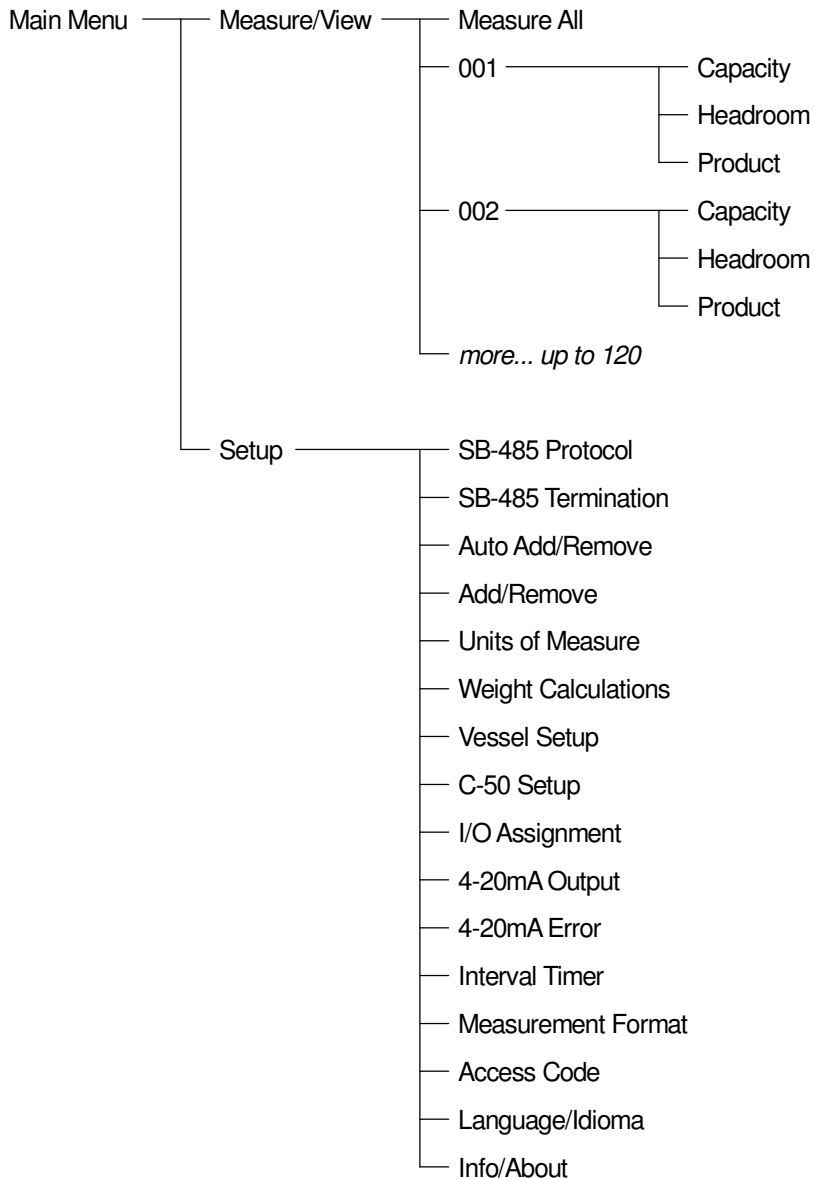 Main Menu Measure/View Measure All
001 Capacity
Headroom
Product
002 Capacity
Headroom
Product
more... up to 120
Setup SB-485 Protocol
SB-485 Termination
Auto Add/Remove
Add/Remove
Units of Measure
Weight Calculations
Vessel Setup
C-50 Setup
I/O Assignment
4-20mA Output
4-20mA Error
Interval Timer
Measurement Format
Access Code
Language/Idioma
Info/About